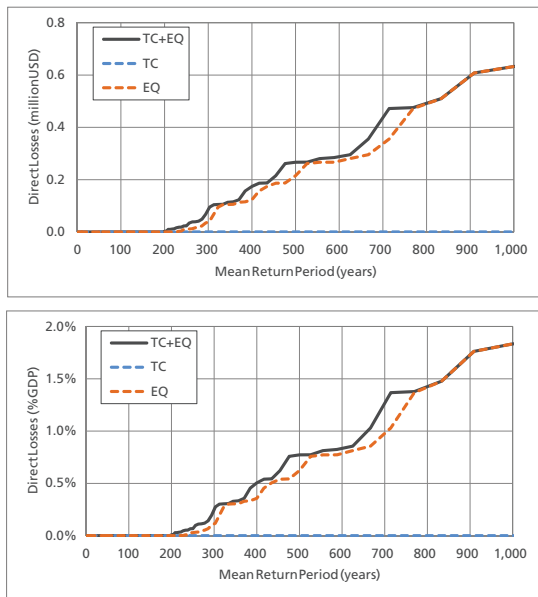 0.8
TC+EQ
TC
EQ
0.6
0.4
0.2
0.0
Direct Losses (million USD)
0 100 200 300 400 500 600 700 800 900 1,000
Mean Return Period (years)
2.0%
TC+EQ
TC
EQ
1.5%
1.0%
0.5%
0.0%
Direct Losses (%GDP)
0 100 200 300 400 500 600 700 800 900 1,000
Mean Return Period (years)